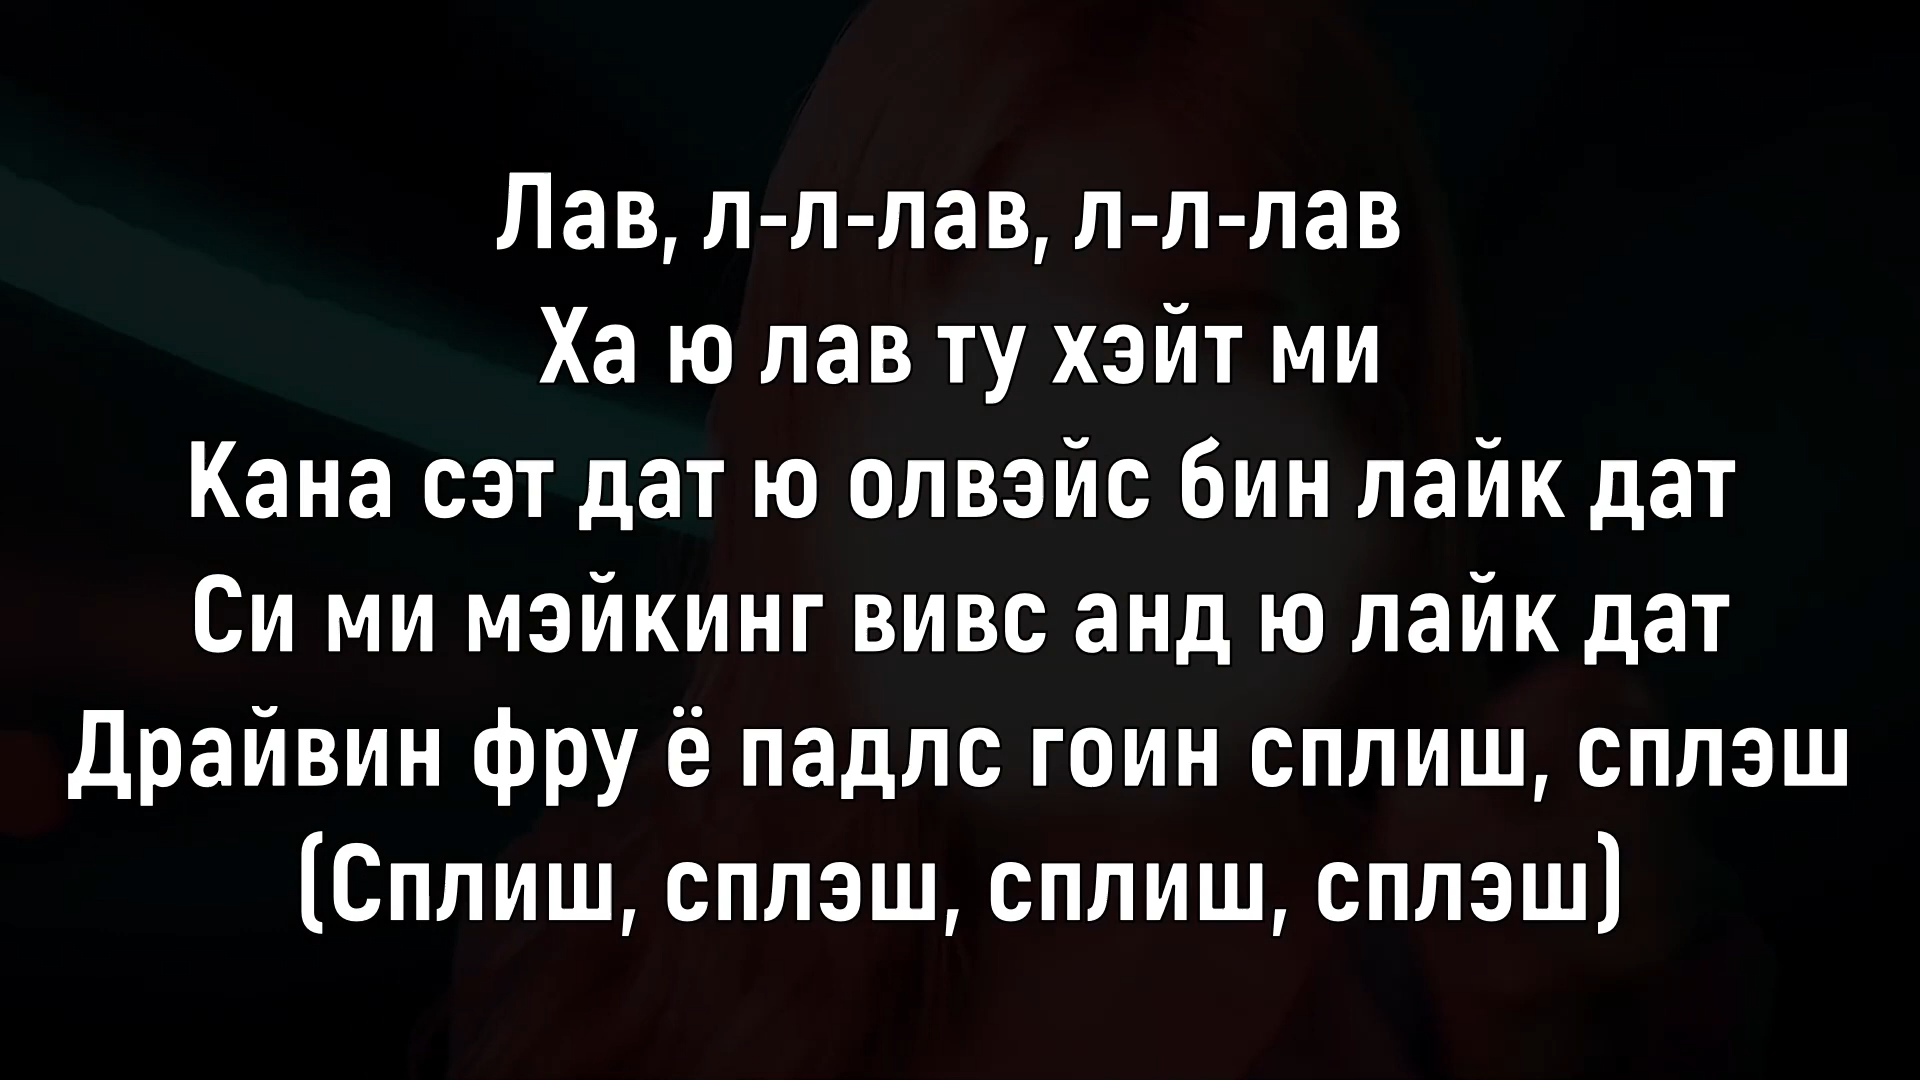 Лав, л-л-лав, л-л-лав
Ха ю лав ту хэйт ми
Кана сэт дат ю олвэйс бин лайк дат
Си ми мэйкинг вивс анд ю лайк дат
Драйвин фру ё падлс гоин сплиш, сплэш
(Сплиш, сплэш, сплиш, сплэш)